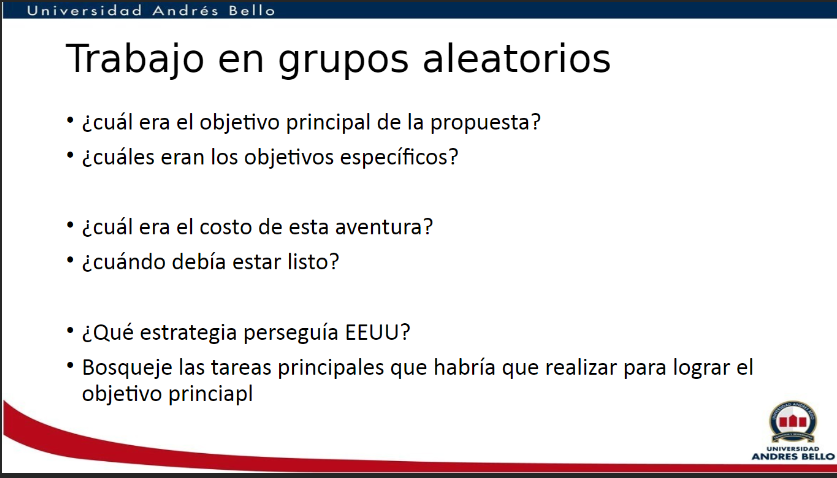 Universidad Andrés Bello
Trabajo en grupos aleatorios
• ¿cuál era el objetivo principal de la propuesta?
• ¿cuáles eran los objetivos específicos?
• ¿cuál era el costo de esta aventura?
• ¿cuándo debía estar listo?
• ¿Qué estrategia perseguía EEUU?
• Bosqueje las tareas principales que habría que realizar para lograr el
objetivo princiapl
UNIVERSIDAD
ANDRES BELLO